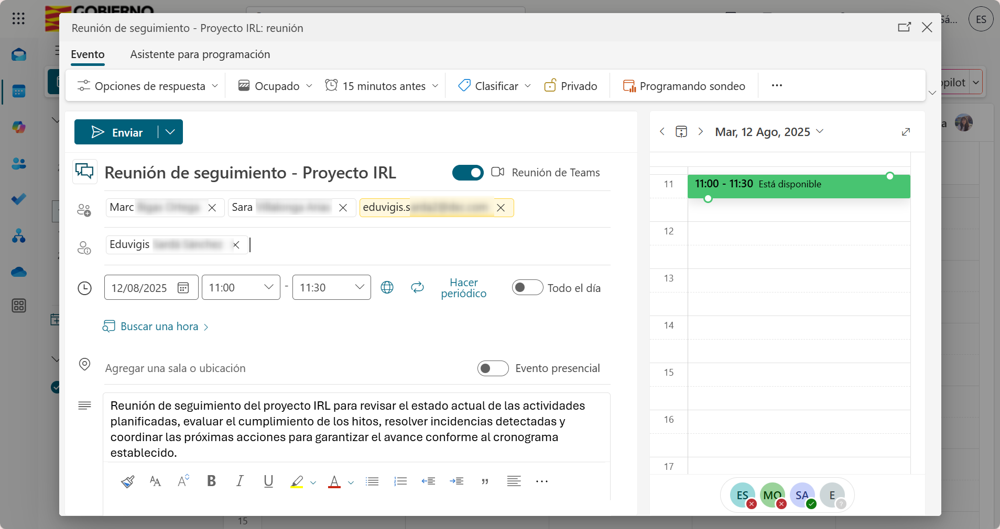 GOBIERNO
Sá...
ES
Reunión de seguimiento - Proyecto IRL: reunión
Evento
Asistente para programación
Opciones de respuesta
Ocupado
15 minutos antes
Clasificar
Privado
Programando sondeo
pilot
Enviar
Mar, 12 Ago, 2025
a
Reunión de seguimiento - Proyecto IRL
Reunión de Teams
11
11:00 - 11:30 Está disponible
Marc
Sara
eduvigis.s
12
Eduvigis
13
12/08/2025
11:00
-
11:30
Hacer
periódico
Todo el día
14
Buscar una hora
Agregar una sala o ubicación
Evento presencial
15
Reunión de seguimiento del proyecto IRL para revisar el estado actual de las actividades
planificadas, evaluar el cumplimiento de los hitos, resolver incidencias detectadas y
coordinar las próximas acciones para garantizar el avance conforme al cronograma
establecido.
16
17
ES
MO
SA
E
15